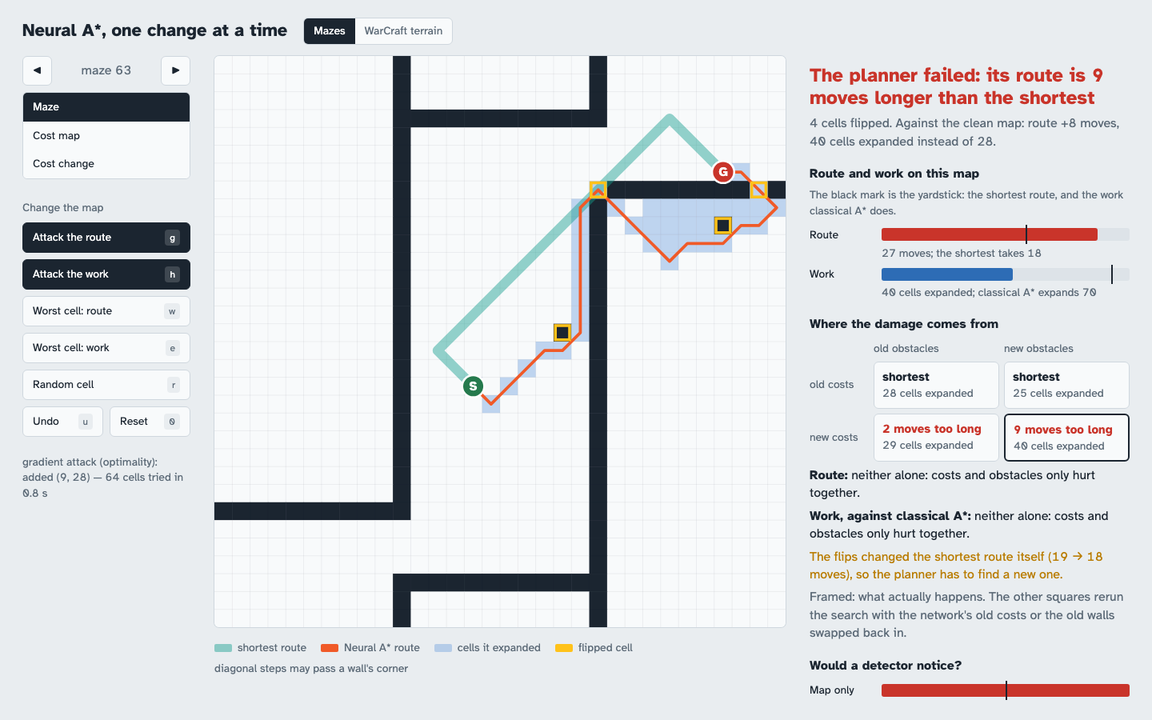 Neural A*, one change at a time
Mazes
WarCraft terrain
◀
maze 63
▶
Maze
Cost map
Cost change
Change the map
Attack the route g
Attack the work h
Worst cell: route w
Worst cell: work e
Random cell r
Undo u
Reset 0
gradient attack (optimality):
added (9, 28) — 64 cells tried in
0.8 s
G
S
shortest route
Neural A* route
cells it expanded
flipped cell
diagonal steps may pass a wall's corner
The planner failed: its route is 9
moves longer than the shortest
4 cells flipped. Against the clean map: route +8 moves,
40 cells expanded instead of 28.
Route and work on this map
The black mark is the yardstick: the shortest route, and the work
classical A* does.
Route
27 moves; the shortest takes 18
Work
40 cells expanded; classical A* expands 70
Where the damage comes from
old obstacles
new obstacles
old costs
shortest
28 cells expanded
shortest
25 cells expanded
new costs
2 moves too long
29 cells expanded
9 moves too long
40 cells expanded
Route: neither alone: costs and obstacles only hurt
together.
Work, against classical A*: neither alone: costs and
obstacles only hurt together.
The flips changed the shortest route itself (19 → 18
moves), so the planner has to find a new one.
Framed: what actually happens. The other squares rerun
the search with the network's old costs or the old walls
swapped back in.
Would a detector notice?
Map only